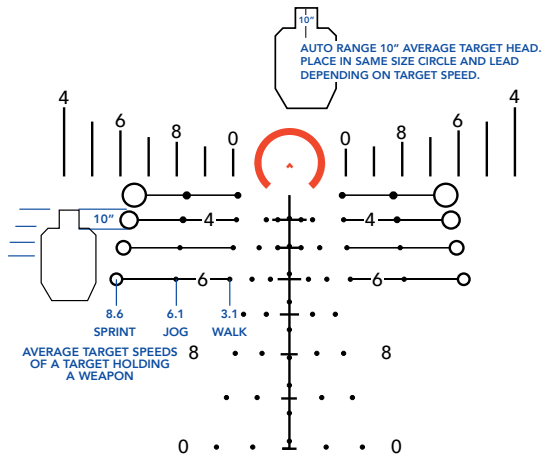 10"
AUTO RANGE 10" AVERAGE TARGET HEAD.
PLACE IN SAME SIZE CIRCLE AND LEAD
DEPENDING ON TARGET SPEED.
4 6 8 0 0 8 6 4
10" 4 4
6 6
8.6 6.1 3.1
SPRINT JOG WALK
AVERAGE TARGET SPEEDS
OF A TARGET HOLDING
A WEAPON
8 8
0 0